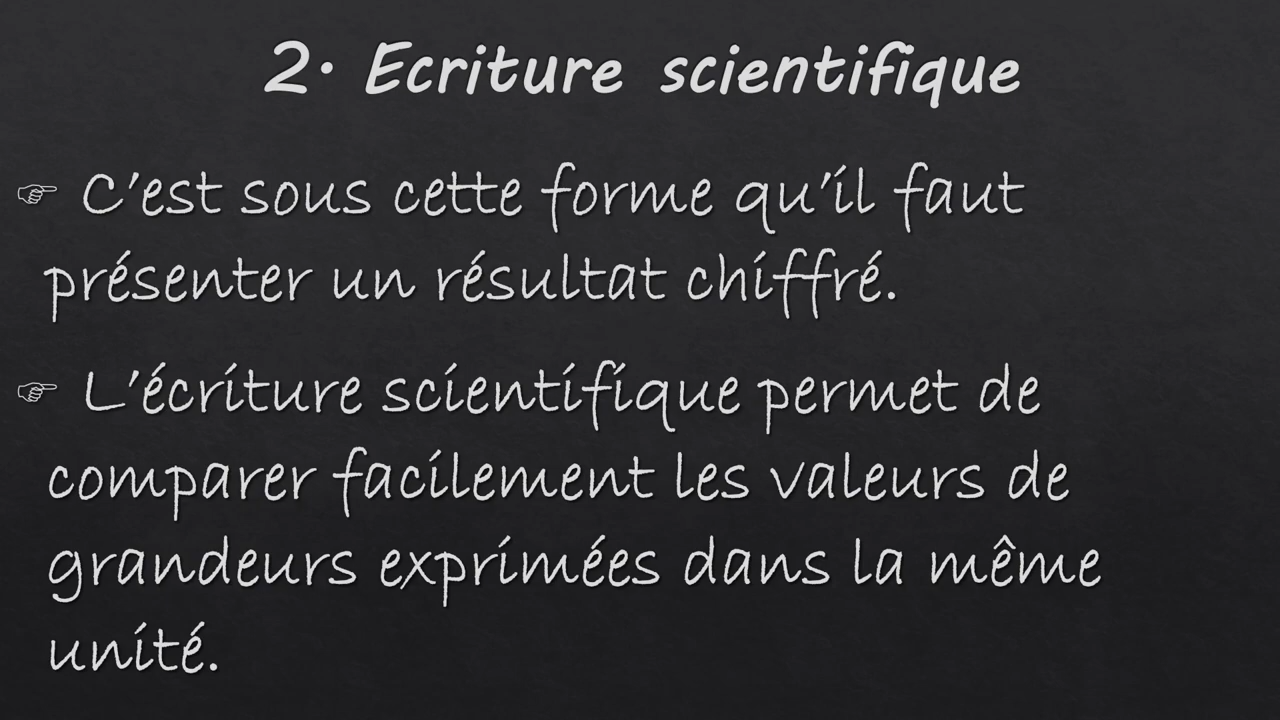 2. Ecriture scientifique
☞ C'est sous cette forme qu'il faut
présenter un résultat chiffré.
☞ L'écriture scientifique permet de
comparer facilement les valeurs de
grandeurs exprimées dans la même
unité.